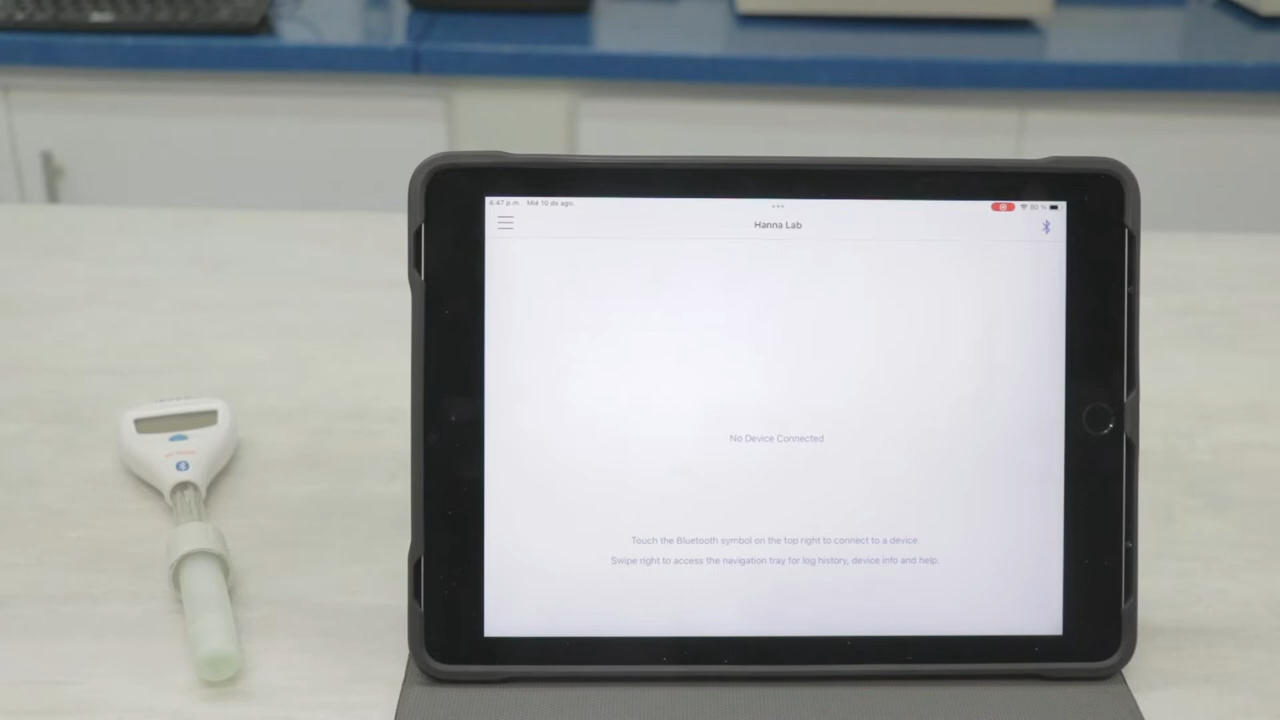 6:47 p.m. Mié 10 de ago.
80 %
Hanna Lab
No Device Connected
Touch the Bluetooth symbol on the top right to connect to a device.
Swipe right to access the navigation tray for log history, device info and help.